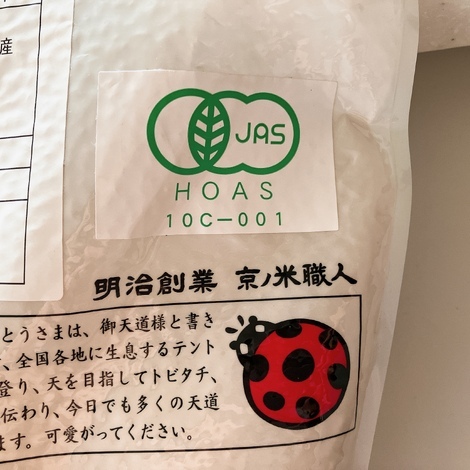 産
JAS
HOAS
10C-001
明治創業 京ノ米職人
とうさまは、御天道様と書き
、全国各地に生息するテント
登り、天を目指してトビタチ、
伝わり、今日でも多くの天道
ます。可愛がってください。